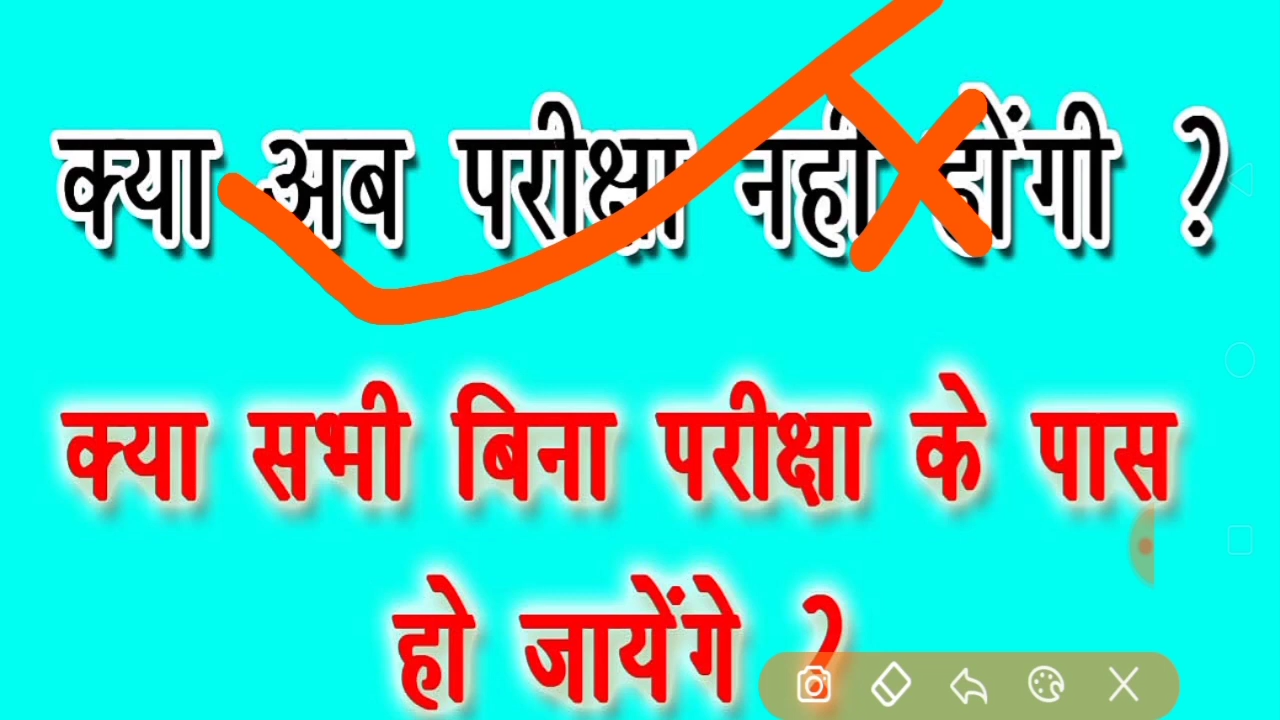 क्या अब परीक्षा नही होंगी ?
क्या सभी बिना परीक्षा के पास
हो जायेंगे ?